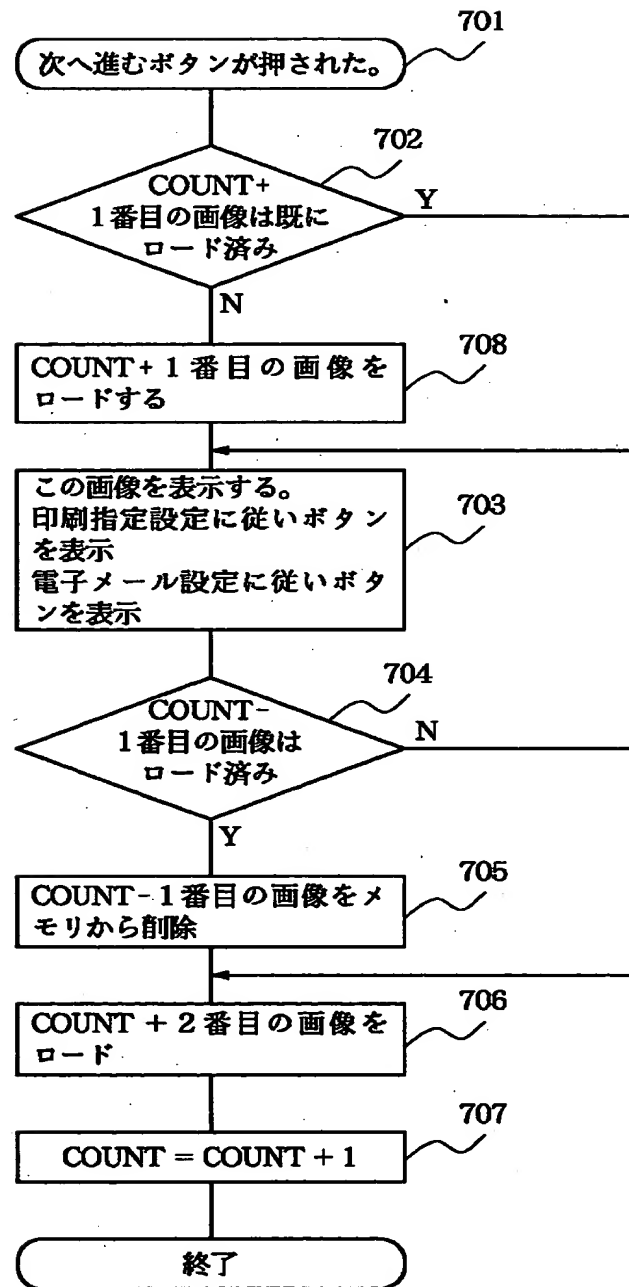 701
次へ進むボタンが押された。
702
COUNT+
1番目の画像は既に
ロード済み
Y
N
708
COUNT+1番目の画像を
ロードする
703
この画像を表示する。
印刷指定設定に従いボタン
を表示
電子メール設定に従いボタ
ンを表示
704
COUNT-
1番目の画像は
ロード済み
N
Y
705
COUNT-1番目の画像をメ
モリから削除
706
COUNT+2番目の画像を
ロード
707
COUNT = COUNT + 1
終了